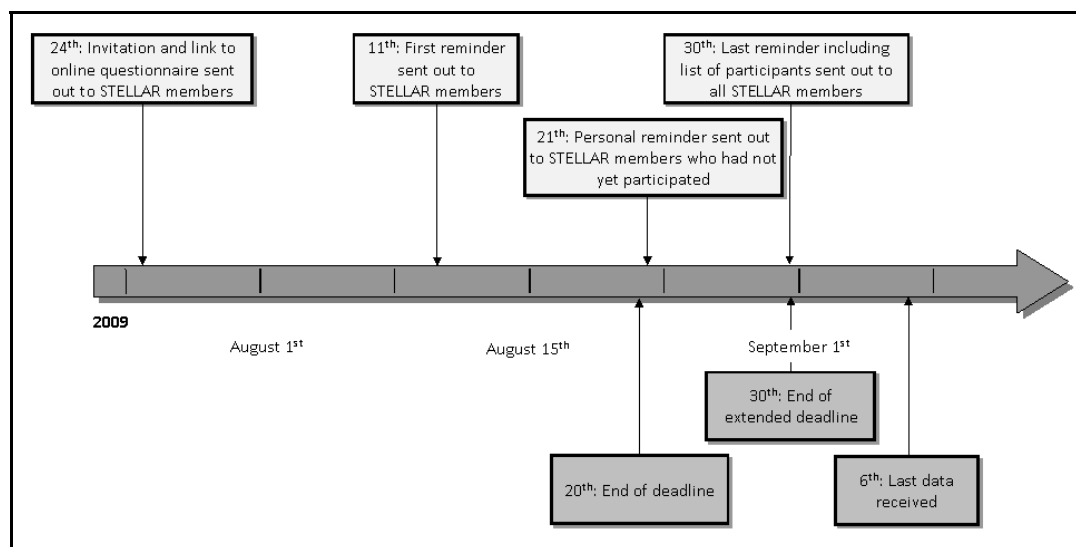 24th: Invitation and link to
online questionnaire sent
out to STELLAR members
11th: First reminder
sent out to
STELLAR members
30th: Last reminder including
list of participants sent out to
all STELLAR members
21th: Personal reminder sent out
to STELLAR members who had not
yet participated
2009
August 1st
August 15th
September 1st
30th: End of
extended deadline
20th: End of deadline
6th: Last data
received